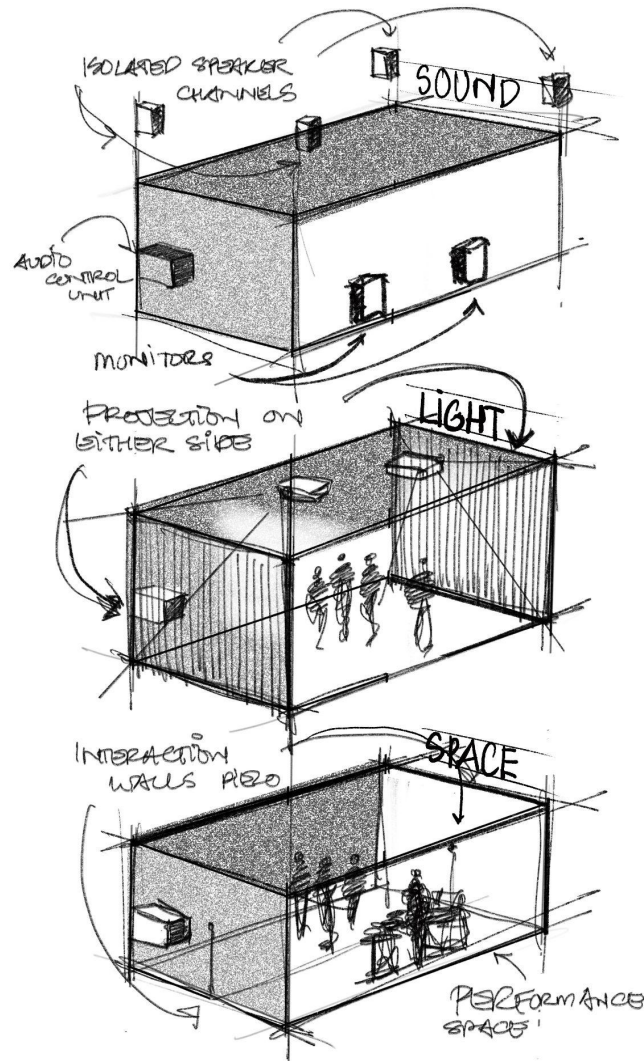 ISOLATED SPEAKER
CHANNELS
SOUND
AUDIO
CONTROL
UNIT
MONITORS
PROJECTION ON
EITHER SIDE
LIGHT
INTERACTION
WALLS PIEZO
SPACE
PERFORMANCE
SPACE